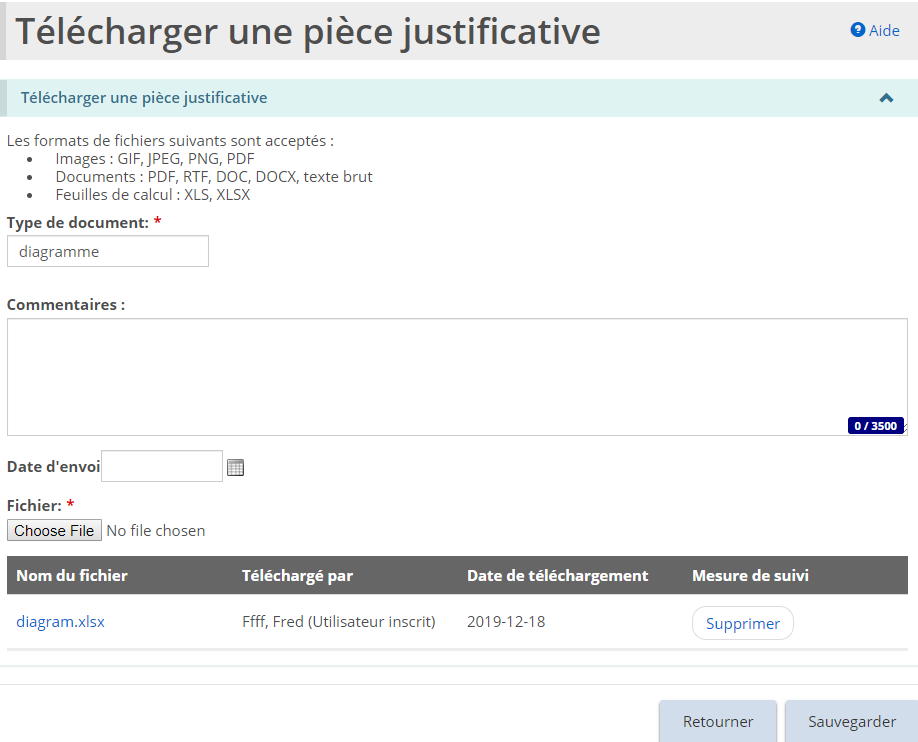 Télécharger une pièce justificative
Aide
Télécharger une pièce justificative
Les formats de fichiers suivants sont acceptés :
• Images : GIF, JPEG, PNG, PDF
• Documents : PDF, RTF, DOC, DOCX, texte brut
• Feuilles de calcul : XLS, XLSX
Type de document: *
diagramme
Commentaires :
0 / 3500
Date d'envoi
Fichier: *
Choose File No file chosen
Nom du fichier Téléchargé par Date de téléchargement Mesure de suivi
diagram.xlsx Ffff, Fred (Utilisateur inscrit) 2019-12-18 Supprimer
Retourner Sauvegarder